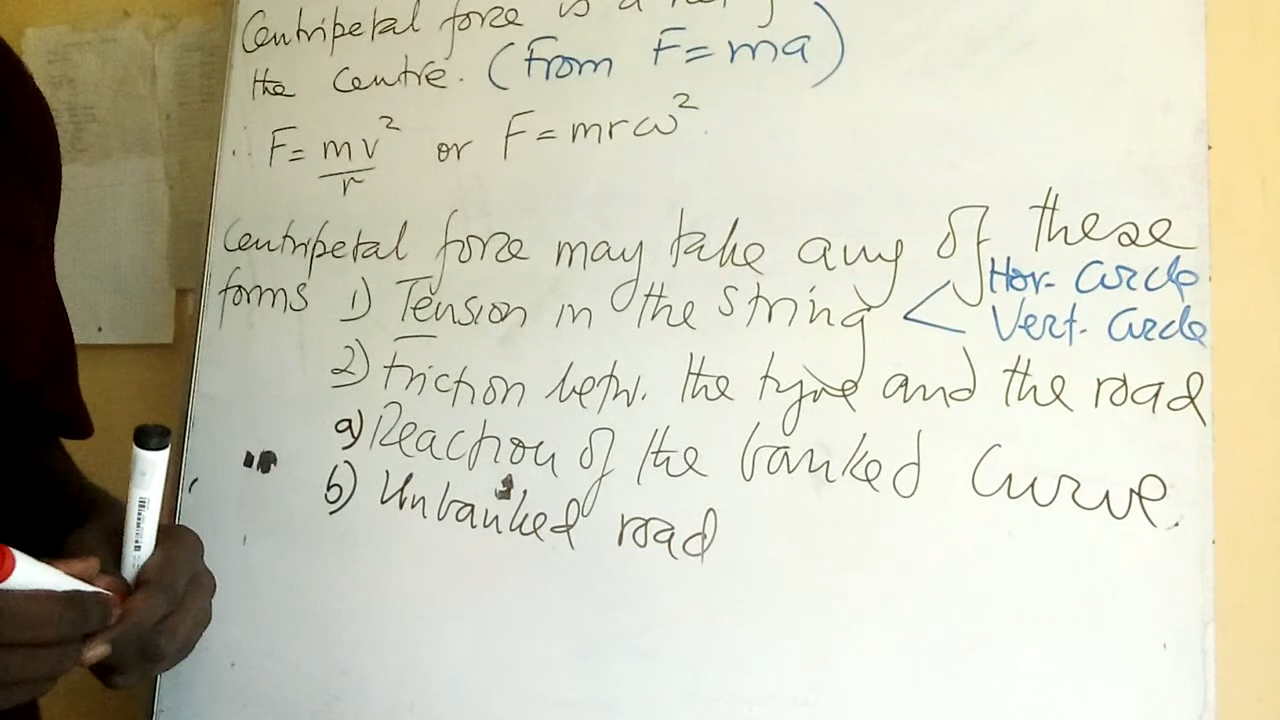 Centripetal force is a
the centre. (From F=ma)
∴ F= mv²/r or F=mrω²
Centripetal force may take any of these
forms 1) Tension in the string < Hor. Circle
Vert. Circle
2) Friction betw. the tyre and the road
a) Reaction of the banked Curve.
b) Unbanked road